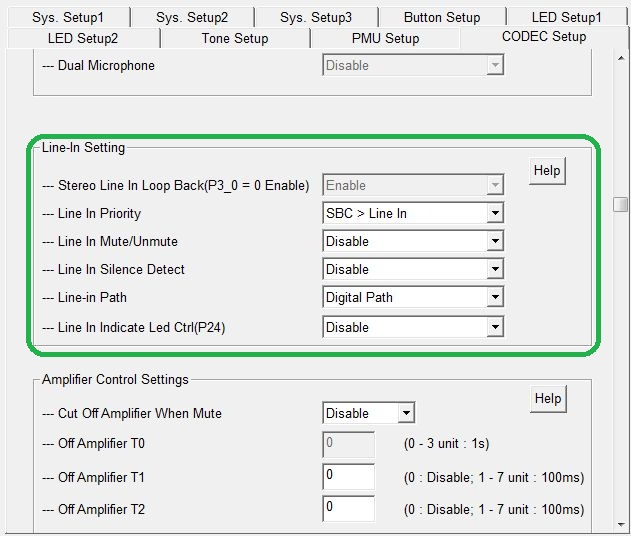 Sys. Setup1 Sys. Setup2 Sys. Setup3 Button Setup LED Setup1
LED Setup2 Tone Setup PMU Setup CODEC Setup
--- Dual Microphone Disable
Line-In Setting
Help
--- Stereo Line In Loop Back(P3_0 = 0 Enable) Enable
--- Line In Priority SBC > Line In
--- Line In Mute/Unmute Disable
--- Line In Silence Detect Disable
--- Line-in Path Digital Path
--- Line In Indicate Led Ctrl(P24) Disable
Amplifier Control Settings
Help
--- Cut Off Amplifier When Mute Disable
--- Off Amplifier T0 0 (0 - 3 unit : 1s)
--- Off Amplifier T1 0 (0 : Disable; 1 - 7 unit : 100ms)
--- Off Amplifier T2 0 (0 : Disable; 1 - 7 unit : 100ms)